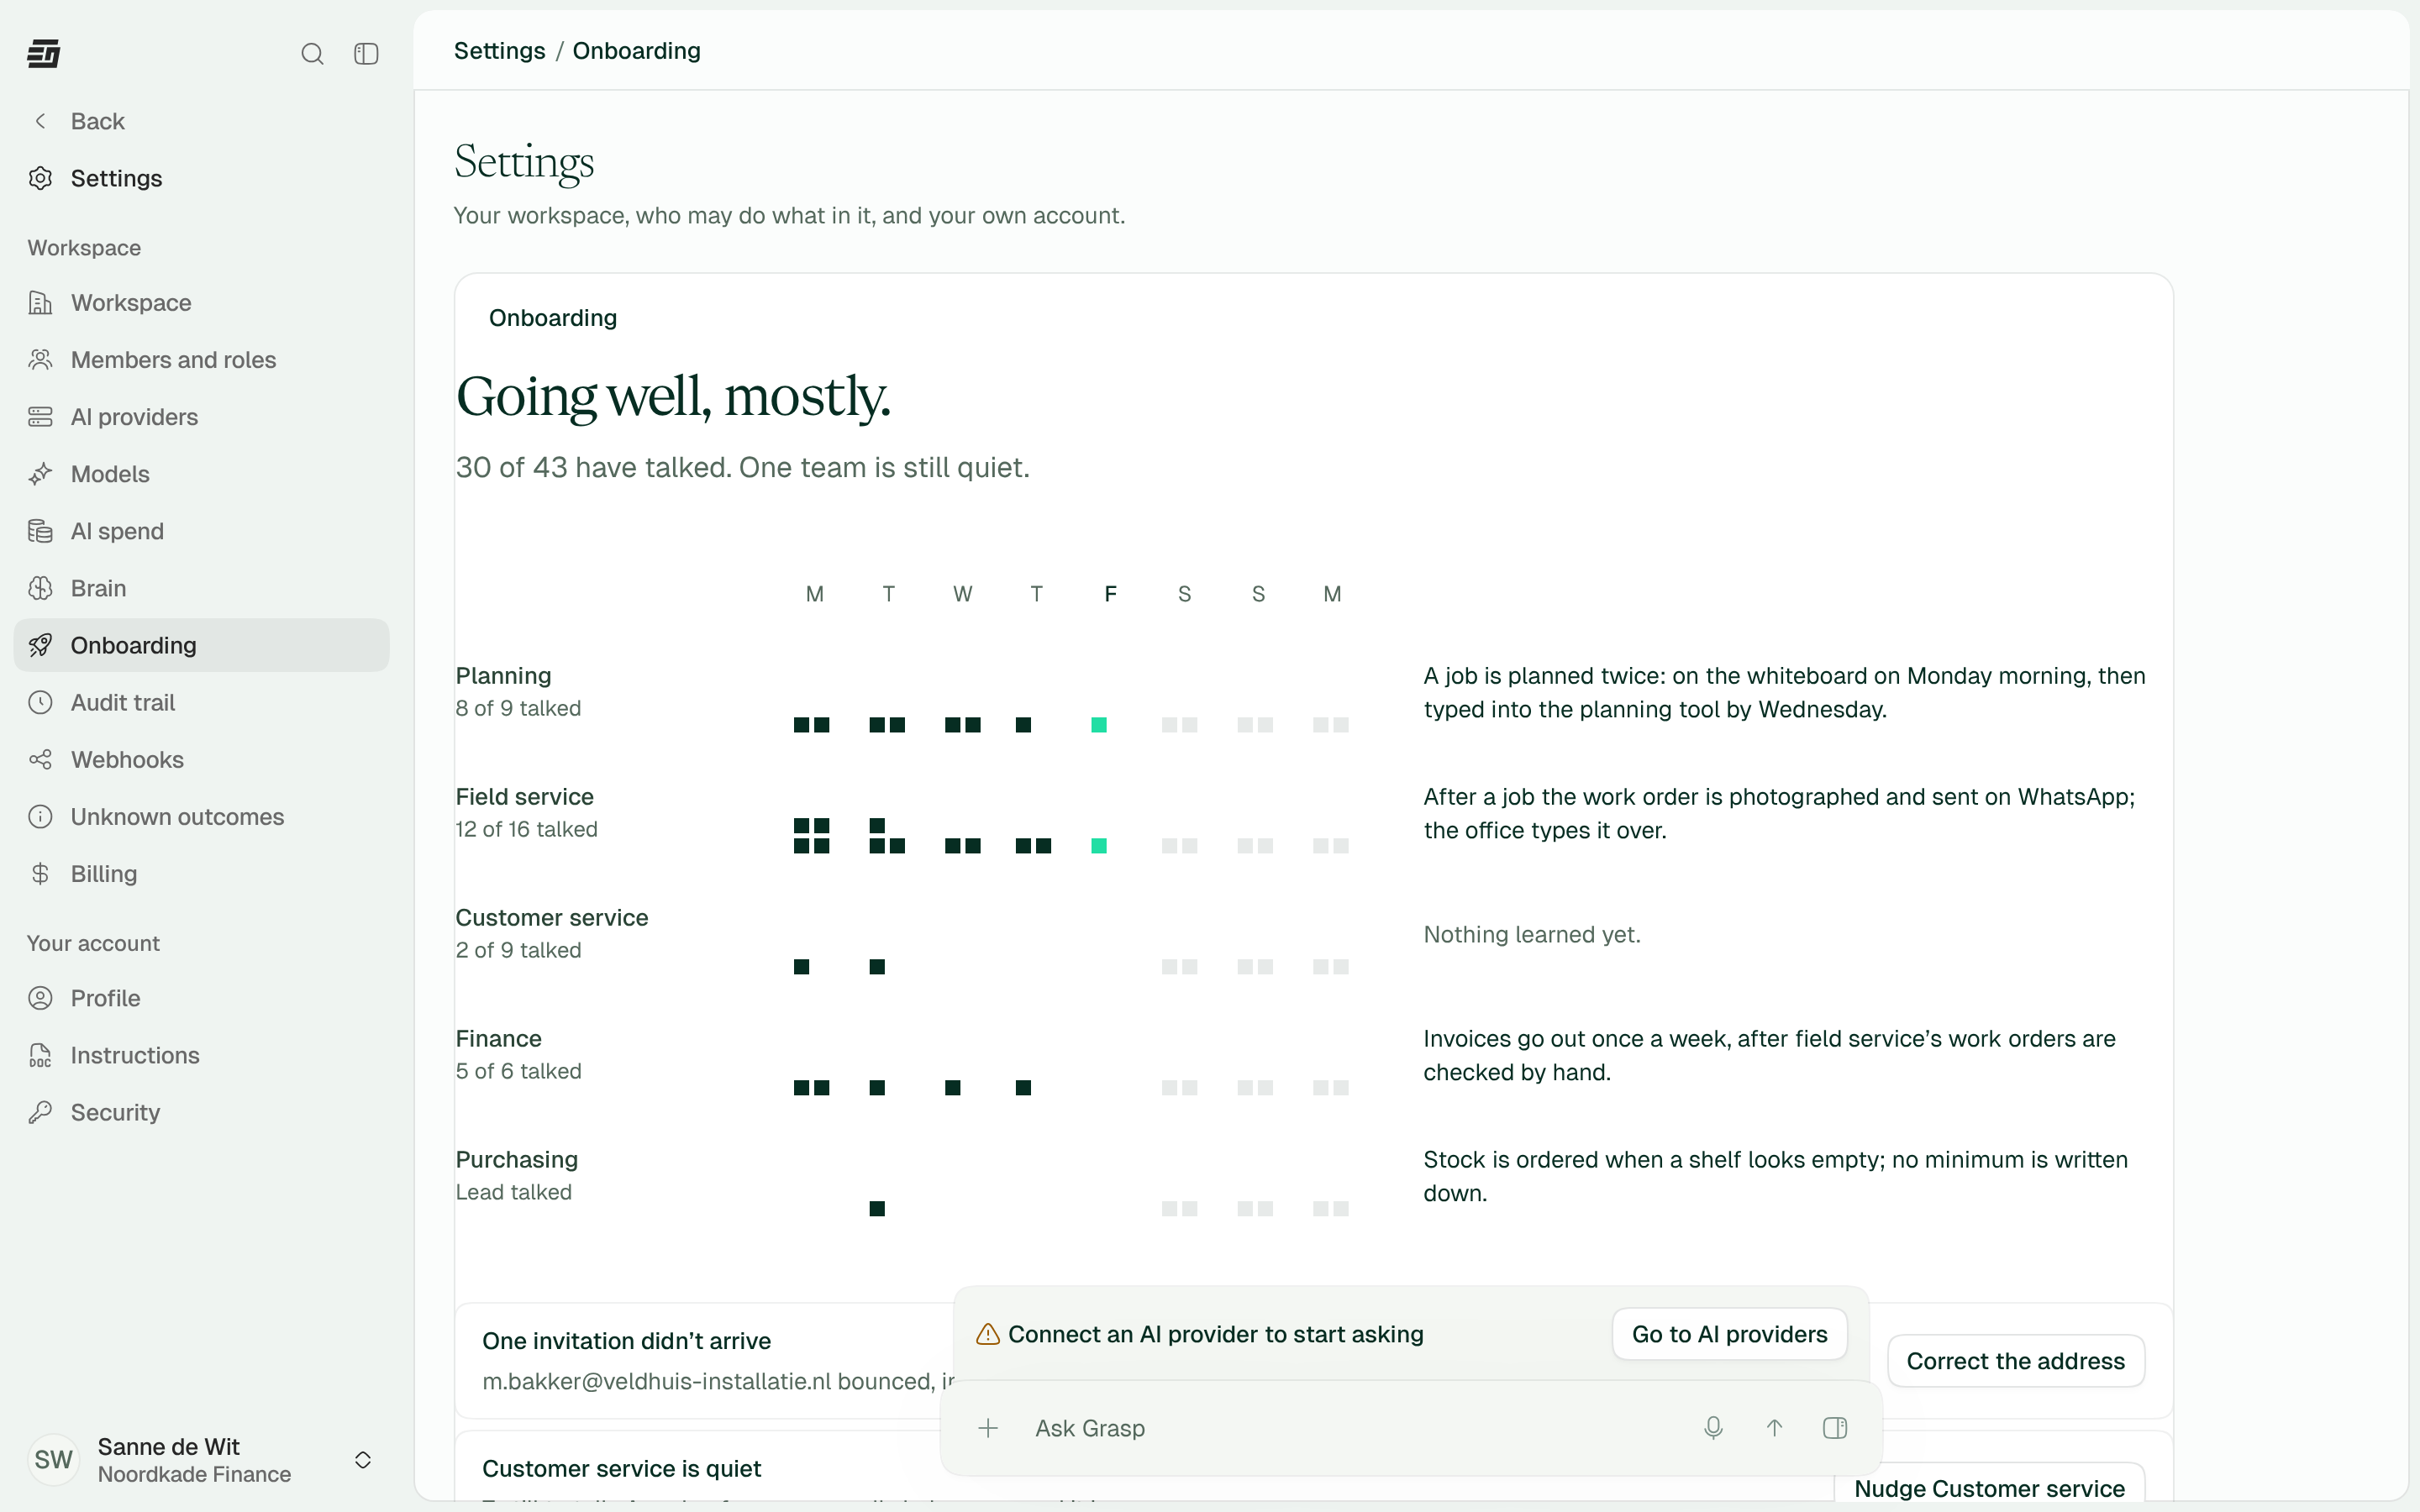 Back
Settings
Workspace
Workspace
Members and roles
AI providers
Models
AI spend
Brain
Onboarding
Audit trail
Webhooks
Unknown outcomes
Billing
Your account
Profile
Instructions
Security
SW
Sanne de Wit
Noordkade Finance
Settings / Onboarding
Settings
Your workspace, who may do what in it, and your own account.
Onboarding
Going well, mostly.
30 of 43 have talked. One team is still quiet.
M T W T F S S M
Planning
8 of 9 talked
A job is planned twice: on the whiteboard on Monday morning, then
typed into the planning tool by Wednesday.
Field service
12 of 16 talked
After a job the work order is photographed and sent on WhatsApp;
the office types it over.
Customer service
2 of 9 talked
Nothing learned yet.
Finance
5 of 6 talked
Invoices go out once a week, after field service’s work orders are
checked by hand.
Purchasing
Lead talked
Stock is ordered when a shelf looks empty; no minimum is written
down.
One invitation didn’t arrive
m.bakker@veldhuis-installatie.nl bounced,
Correct the address
Connect an AI provider to start asking
Go to AI providers
Ask Grasp
Customer service is quiet
Nudge Customer service